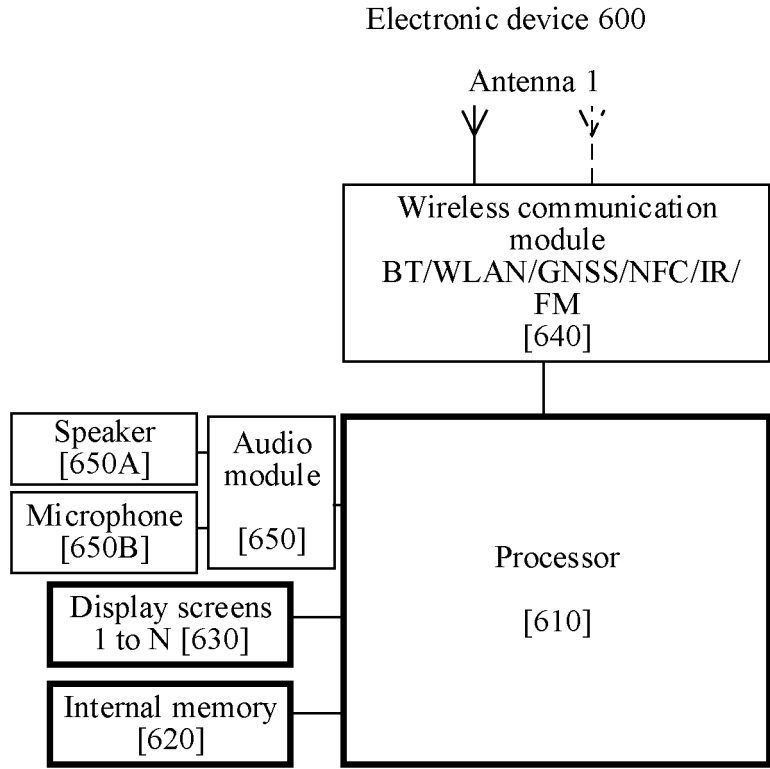 Electronic device 600
Antenna 1
Wireless communication
module
BT/WLAN/GNSS/NFC/IR/
FM
[640]
Speaker
[650A]
Microphone
[650B]
Audio
module
[650]
Display screens
1 to N [630]
Internal memory
[620]
Processor
[610]